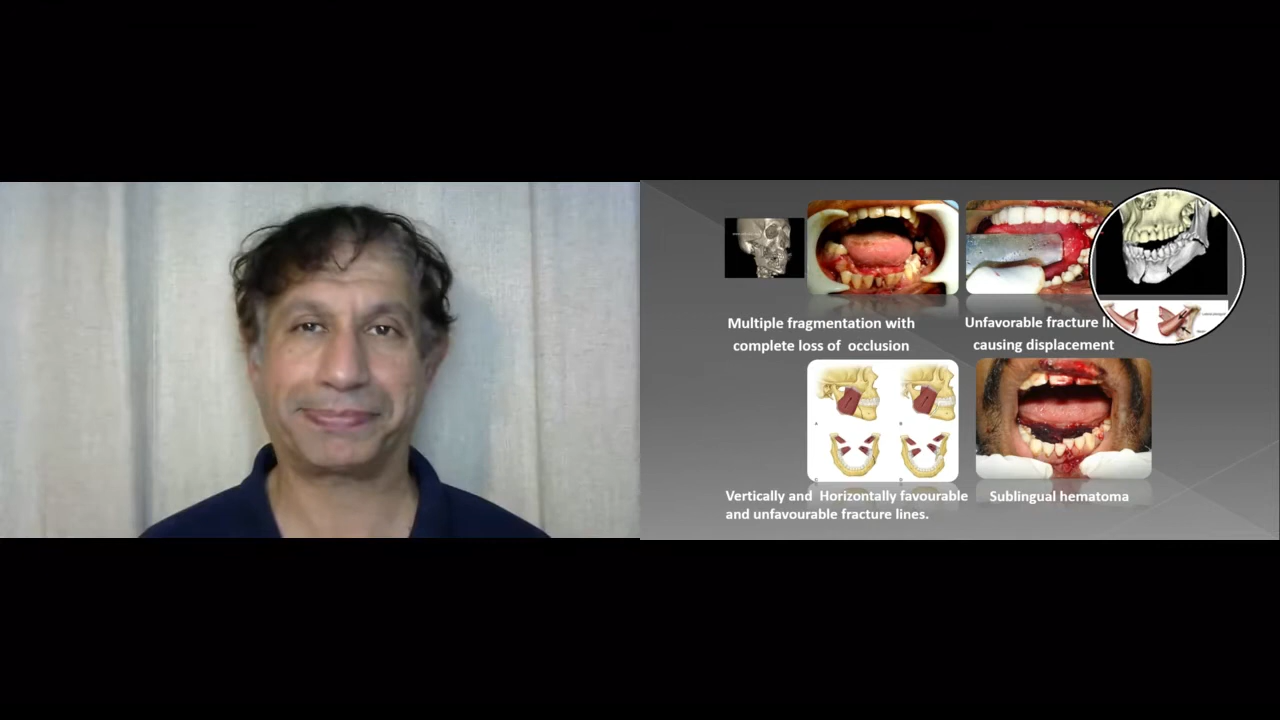 Multiple fragmentation with
complete loss of occlusion
Unfavorable fracture li
causing displacement
A
B
Vertically and Horizontally favourable
and unfavourable fracture lines.
Sublingual hematoma